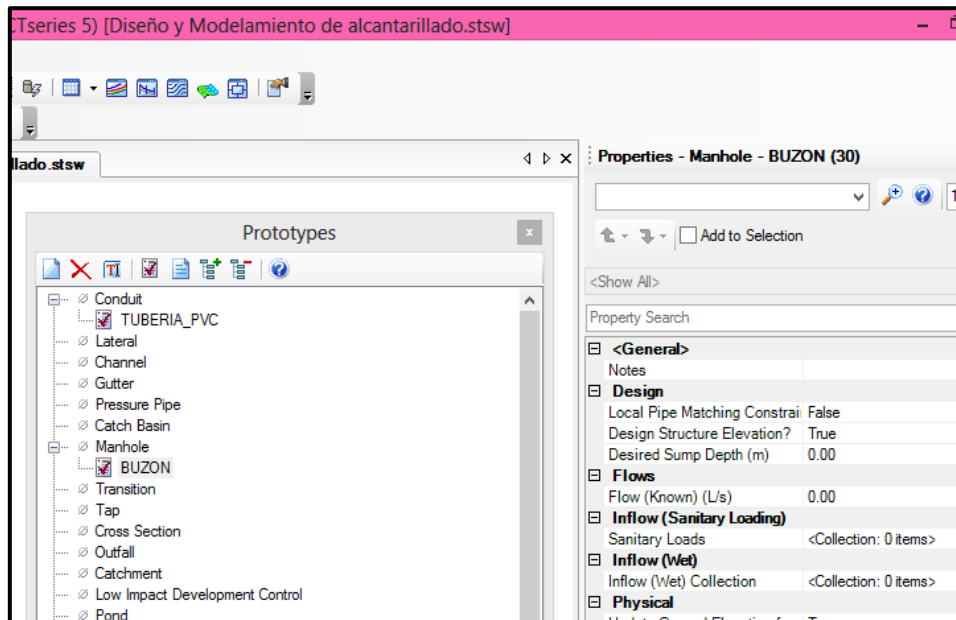 CTseries 5) [Diseño y Modelamiento de alcantarillado.stsw]
llado.stsw
Prototypes
Conduit
TUBERIA_PVC
Lateral
Channel
Gutter
Pressure Pipe
Catch Basin
Manhole
BUZON
Transition
Tap
Cross Section
Outfall
Catchment
Low Impact Development Control
Pond
Properties - Manhole - BUZON (30)
Add to Selection
<Show All>
Property Search
<General>
Notes
Design
Local Pipe Matching Constrai False
Design Structure Elevation? True
Desired Sump Depth (m) 0.00
Flows
Flow (Known) (L/s) 0.00
Inflow (Sanitary Loading)
Sanitary Loads <Collection: 0 items>
Inflow (Wet)
Inflow (Wet) Collection <Collection: 0 items>
Physical